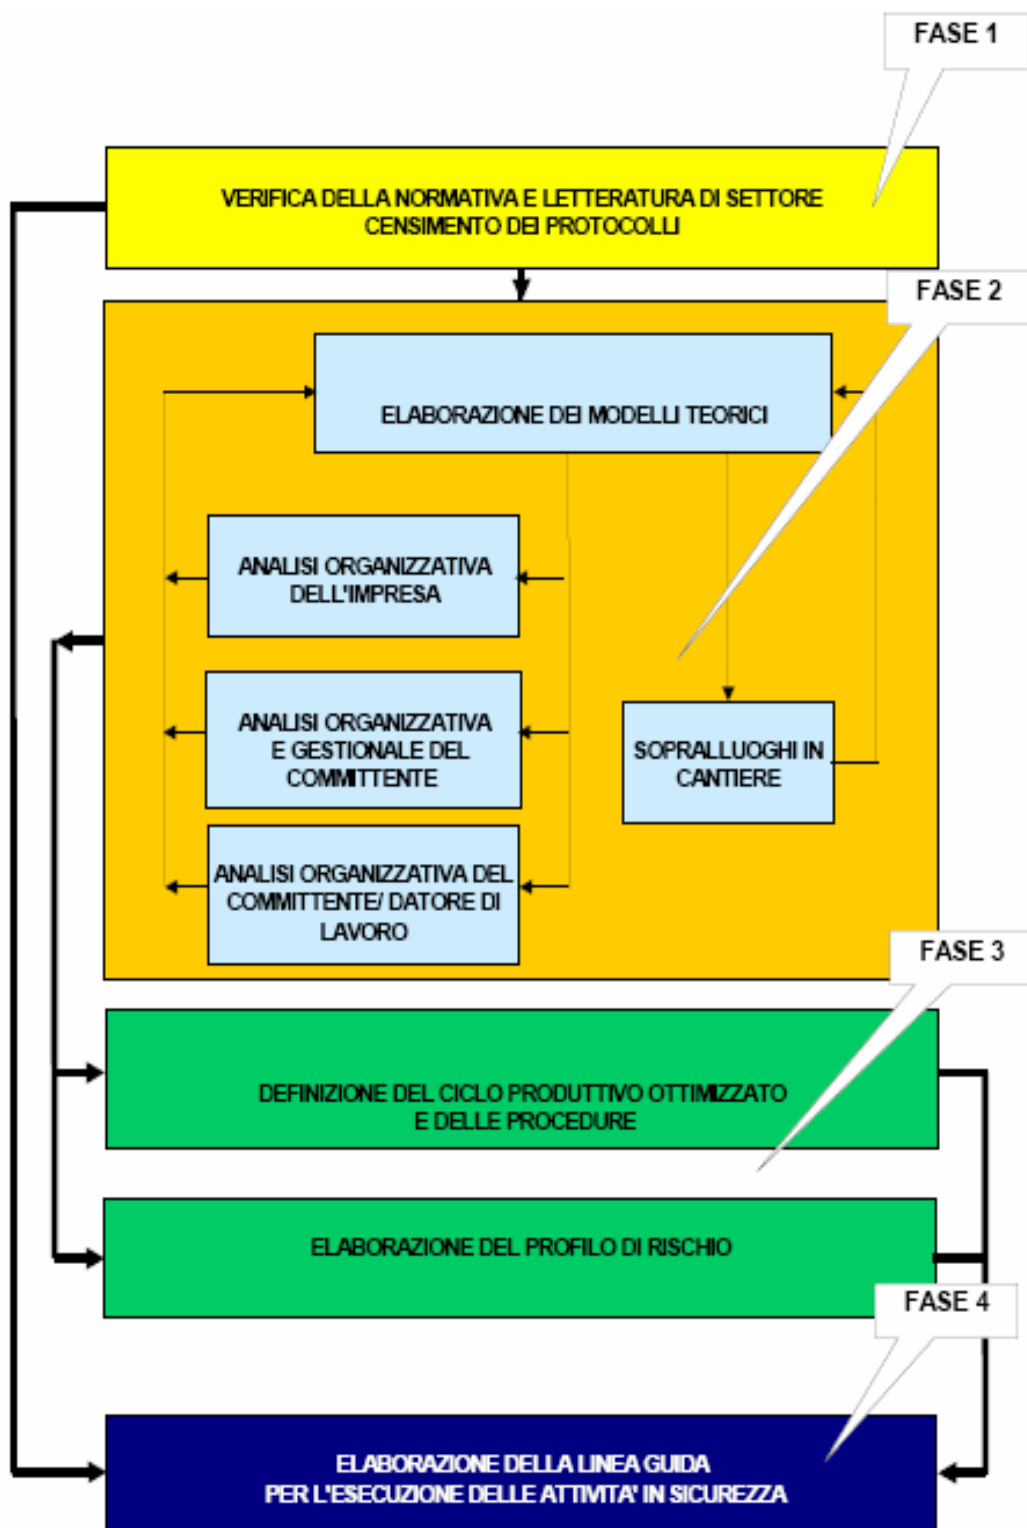 FASE 1
VERIFICA DELLA NORMATIVA E LETTERATURA DI SETTORE
CENSIMENTO DEI PROTOCOLLI
FASE 2
ELABORAZIONE DEI MODELLI TEORICI
ANALISI ORGANIZZATIVA
DELL'IMPRESA
ANALISI ORGANIZZATIVA
E GESTIONALE DEL
COMMITTENTE
SOPRALLUOGHI IN
CANTIERE
ANALISI ORGANIZZATIVA DEL
COMMITTENTE/ DATORE DI
LAVORO
FASE 3
DEFINIZIONE DEL CICLO PRODUTTIVO OTTIMIZZATO
E DELLE PROCEDURE
ELABORAZIONE DEL PROFILO DI RISCHIO
FASE 4
ELABORAZIONE DELLA LINEA GUIDA
PER L'ESECUZIONE DELLE ATTIVITA' IN SICUREZZA